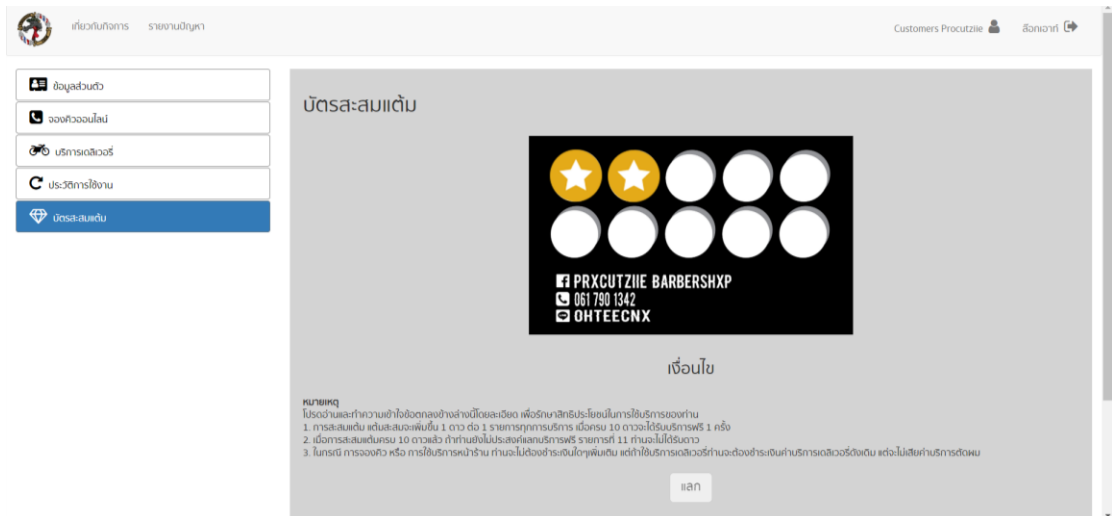 เกี่ยวกับกิจการ รายงานปัญหา Customers Procutziie ล๊อกเอาท์
ข้อมูลส่วนตัว
จองคิวออนไลน์
บริการเดลิเวอรี่
ประวัติการใช้งาน
บัตรสะสมแต้ม
บัตรสะสมแต้ม
PRXCUTZIIE BARBERSHXP
061 790 1342
OHTEECNX
เงื่อนไข
หมายเหตุ
โปรดอ่านและทำความเข้าใจข้อตกลงข้างล่างนี้โดยละเอียด เพื่อรักษาสิทธิประโยชน์ในการใช้บริการของท่าน
1. การสะสมแต้ม แต้มสะสมจะเพิ่มขึ้น 1 ดาว ต่อ 1 รายการทุกการบริการ เมื่อครบ 10 ดาวจะได้รับบริการฟรี 1 ครั้ง
2. เมื่อการสะสมแต้มครบ 10 ดาวแล้ว ถ้าท่านยังไม่ประสงค์แลกบริการฟรี รายการที่ 11 ท่านจะไม่ได้รับดาว
3. ในกรณี การจองคิว หรือ การใช้บริการหน้าร้าน ท่านจะไม่ต้องชำระเงินใดๆเพิ่มเติม แต่ถ้าใช้บริการเดลิเวอรี่ท่านจะต้องชำระเงินค่าบริการเดลิเวอรี่ดังเดิม แต่จะไม่เสียค่าบริการตัดผม
แลก